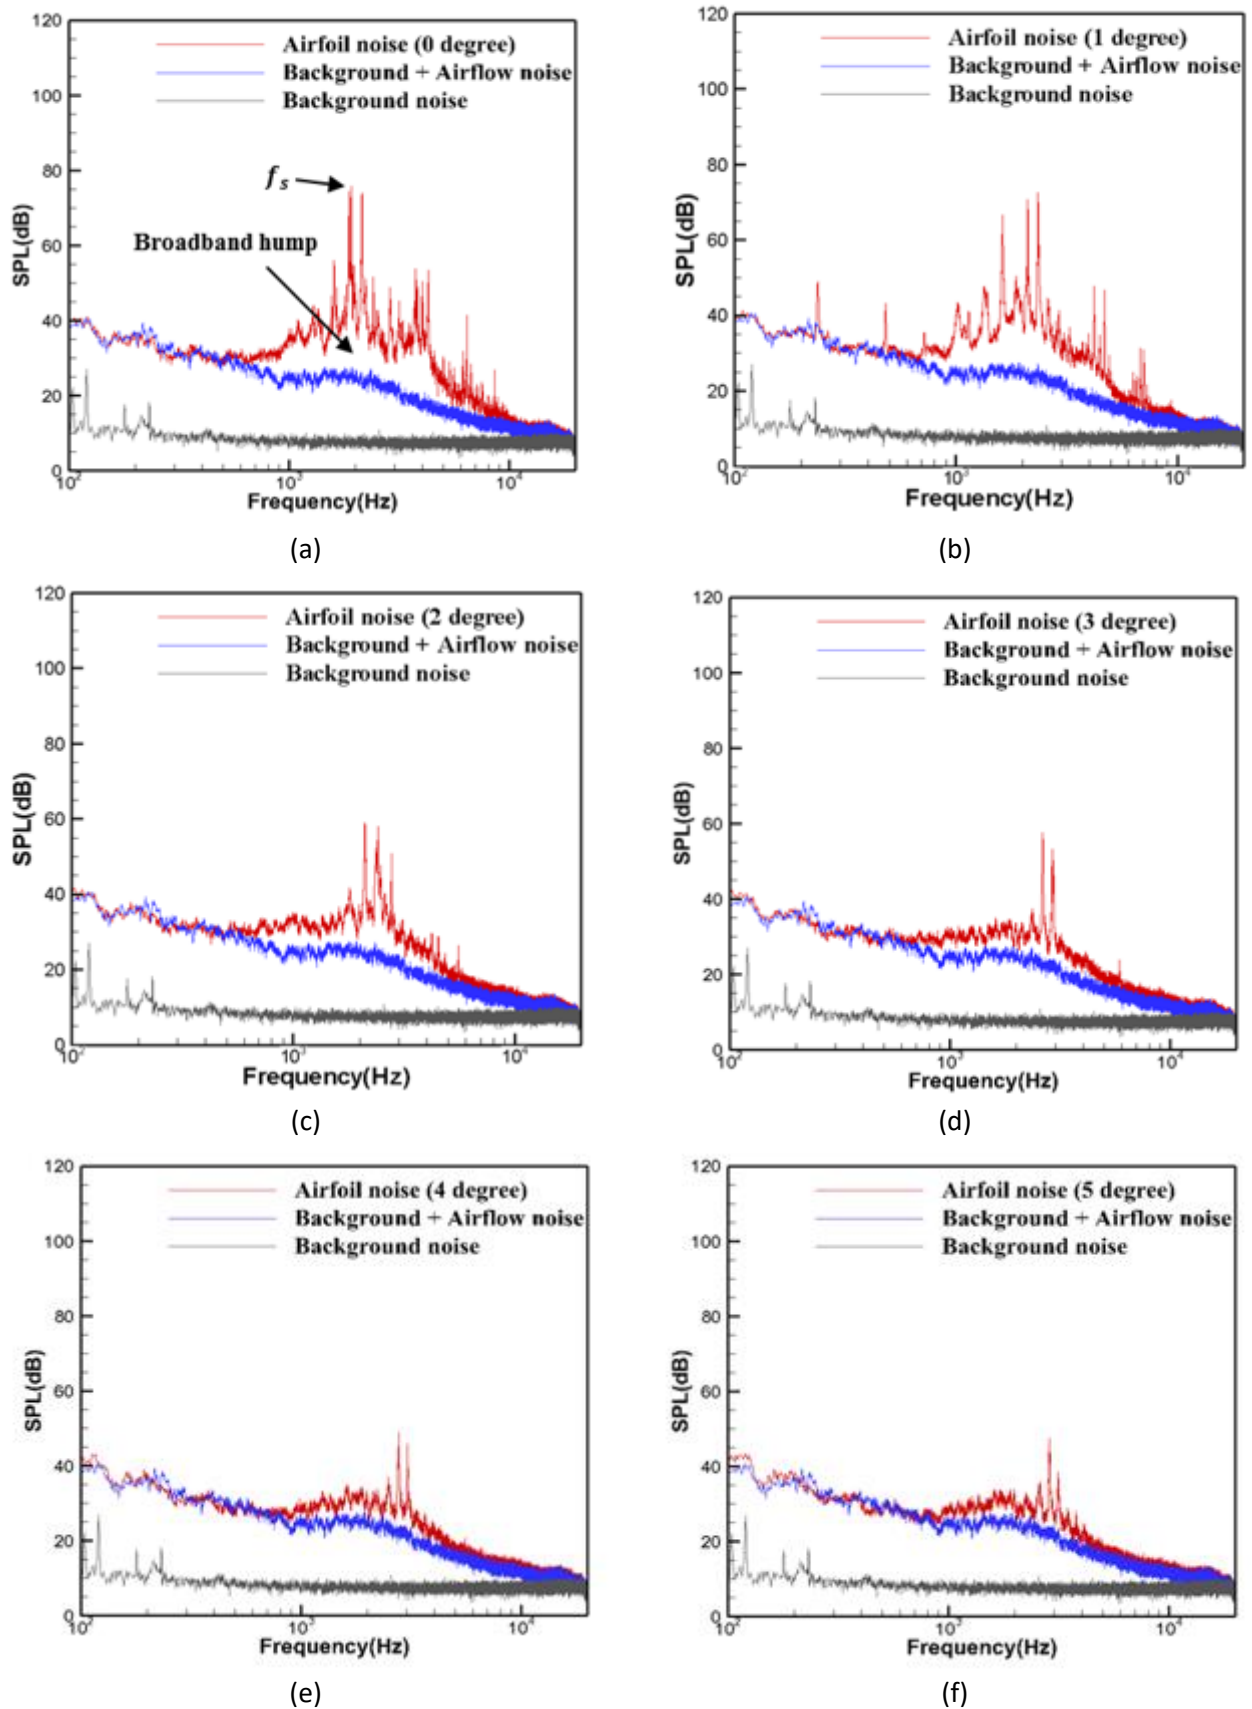 120
100
80
60
40
20
0
SPL(dB)
Airfoil noise (0 degree)
Background + Airflow noise
Background noise
f_s
Broadband hump
10²
10³
10⁴
Frequency(Hz)
(a)
120
100
80
60
40
20
0
SPL(dB)
Airfoil noise (1 degree)
Background + Airflow noise
Background noise
10²
10³
10⁴
Frequency(Hz)
(b)
120
100
80
60
40
20
0
SPL(dB)
Airfoil noise (2 degree)
Background + Airflow noise
Background noise
10²
10³
10⁴
Frequency(Hz)
(c)
120
100
80
60
40
20
0
SPL(dB)
Airfoil noise (3 degree)
Background + Airflow noise
Background noise
10²
10³
10⁴
Frequency(Hz)
(d)
120
100
80
60
40
20
0
SPL(dB)
Airfoil noise (4 degree)
Background + Airflow noise
Background noise
10²
10³
10⁴
Frequency(Hz)
(e)
120
100
80
60
40
20
0
SPL(dB)
Airfoil noise (5 degree)
Background + Airflow noise
Background noise
10²
10³
10⁴
Frequency(Hz)
(f)